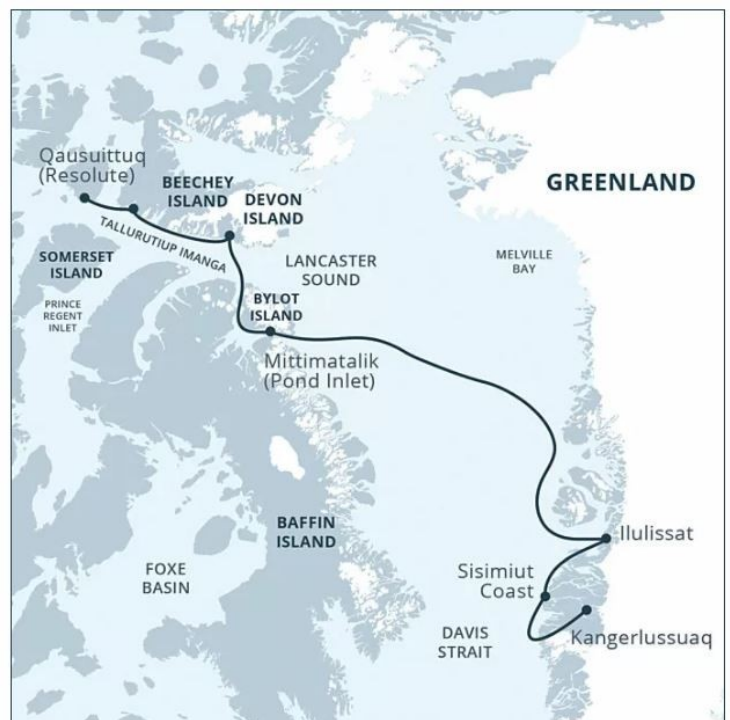 Qausuittuq
(Resolute)
BEECHEY
ISLAND
DEVON
ISLAND
GREENLAND
TALLURUTIUP IMANGA
SOMERSET
ISLAND
LANCASTER
SOUND
MELVILLE
BAY
PRINCE
REGENT
INLET
BYLOT
ISLAND
Mittimatalik
(Pond Inlet)
BAFFIN
ISLAND
Ilulissat
FOXE
BASIN
Sisimiut
Coast
DAVIS
STRAIT
Kangerlussuaq